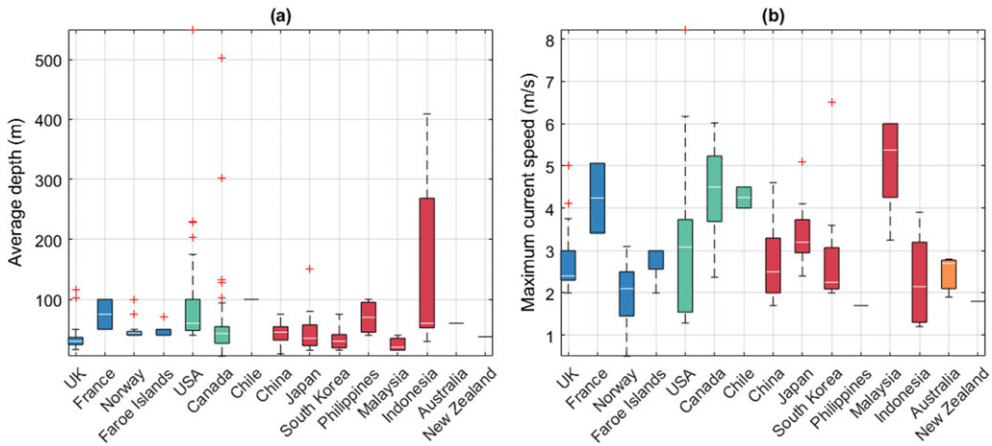 (a)
Average depth (m)
500
400
300
200
100
UK
France
Norway
Faroe Islands
USA
Canada
Chile
China
Japan
South Korea
Philippines
Malaysia
Indonesia
Australia
New Zealand
(b)
Maximum current speed (m/s)
8
7
6
5
4
3
2
1
UK
France
Norway
Faroe Islands
USA
Canada
Chile
China
Japan
South Korea
Philippines
Malaysia
Indonesia
Australia
New Zealand